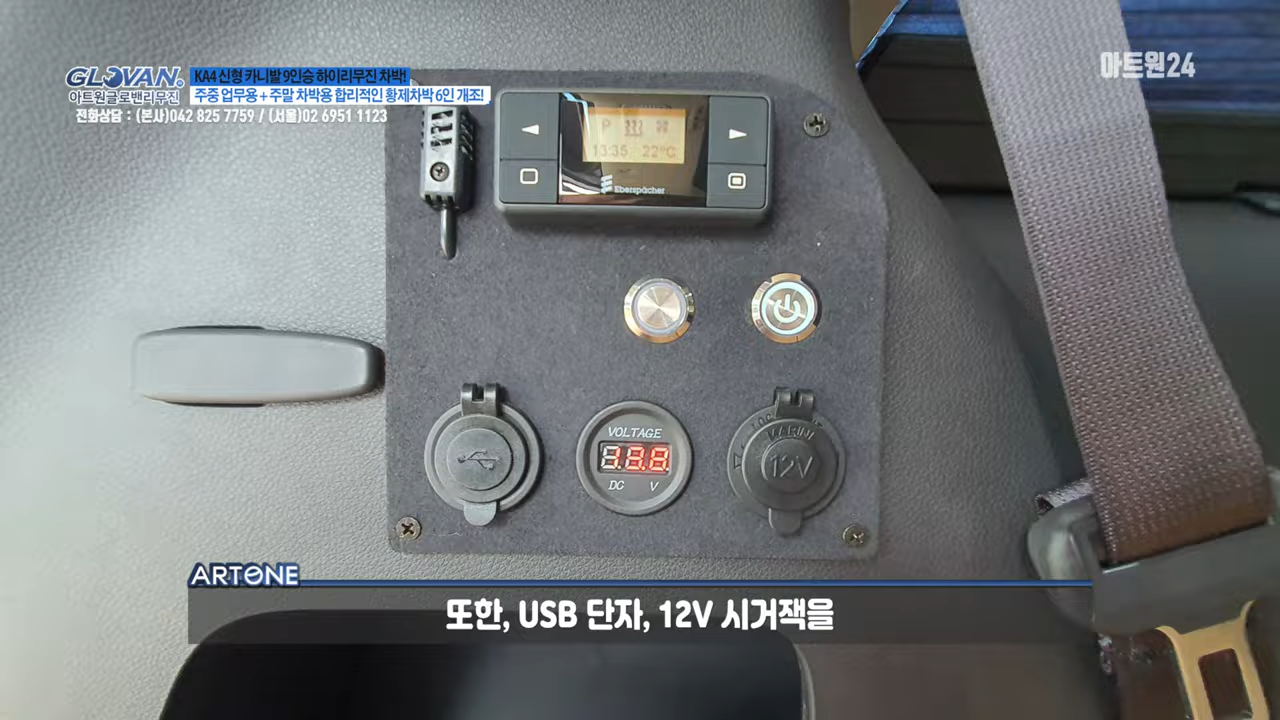 GLOVAN.
아트원글로밴리무진
KA4 신형 카니발 9인승 하이리무진 차박!
주중 업무용 + 주말 차박용 합리적인 황제차박 6인 개조!
전화상담 : (본사)042 825 7759 / (서울)02 6951 1123
아트원24
P
13:35 22°C
Eberspächer
VOLTAGE
DC V
MARINE
12V
ARTONE
또한, USB 단자, 12V 시거잭을